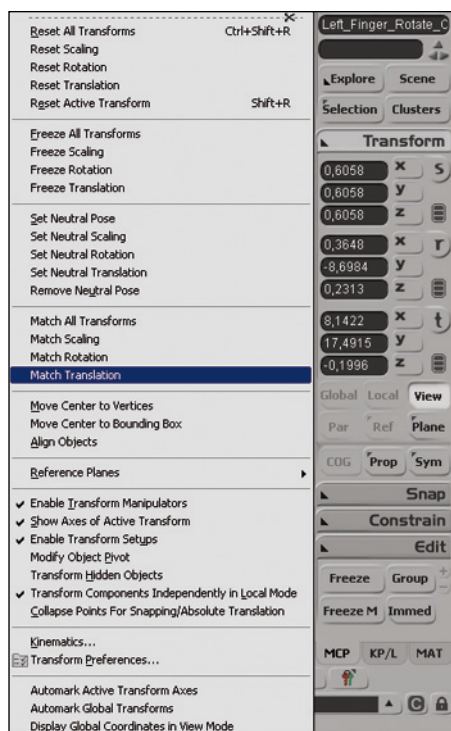 Reset All Transforms Ctrl+Shift+R
Reset Scaling
Reset Rotation
Reset Translation
Reset Active Transform Shift+R
Freeze All Transforms
Freeze Scaling
Freeze Rotation
Freeze Translation
Set Neutral Pose
Set Neutral Scaling
Set Neutral Rotation
Set Neutral Translation
Remove Neutral Pose
Match All Transforms
Match Scaling
Match Rotation
Match Translation
Move Center to Vertices
Move Center to Bounding Box
Align Objects
Reference Planes
Enable Transform Manipulators
Show Axes of Active Transform
Enable Transform Setups
Modify Object Pivot
Transform Hidden Objects
Transform Components Independently in Local Mode
Collapse Points For Snapping/Absolute Translation
Kinematics...
Transform Preferences...
Automark Active Transform Axes
Automark Global Transforms
Display Global Coordinates in View Mode
Left_Finger_Rotate_C
Explore Scene
Selection Clusters
Transform
0,6058 x s
0,6058 y
0,6058 z
0,3648 x r
-8,6984 y
0,2313 z
8,1422 x t
17,4915 y
-0,1996 z
Global Local View
Par Ref Plane
COG Prop Sym
Snap
Constrain
Edit
Freeze Group + -
Freeze M Immed
MCP KP/L MAT
C